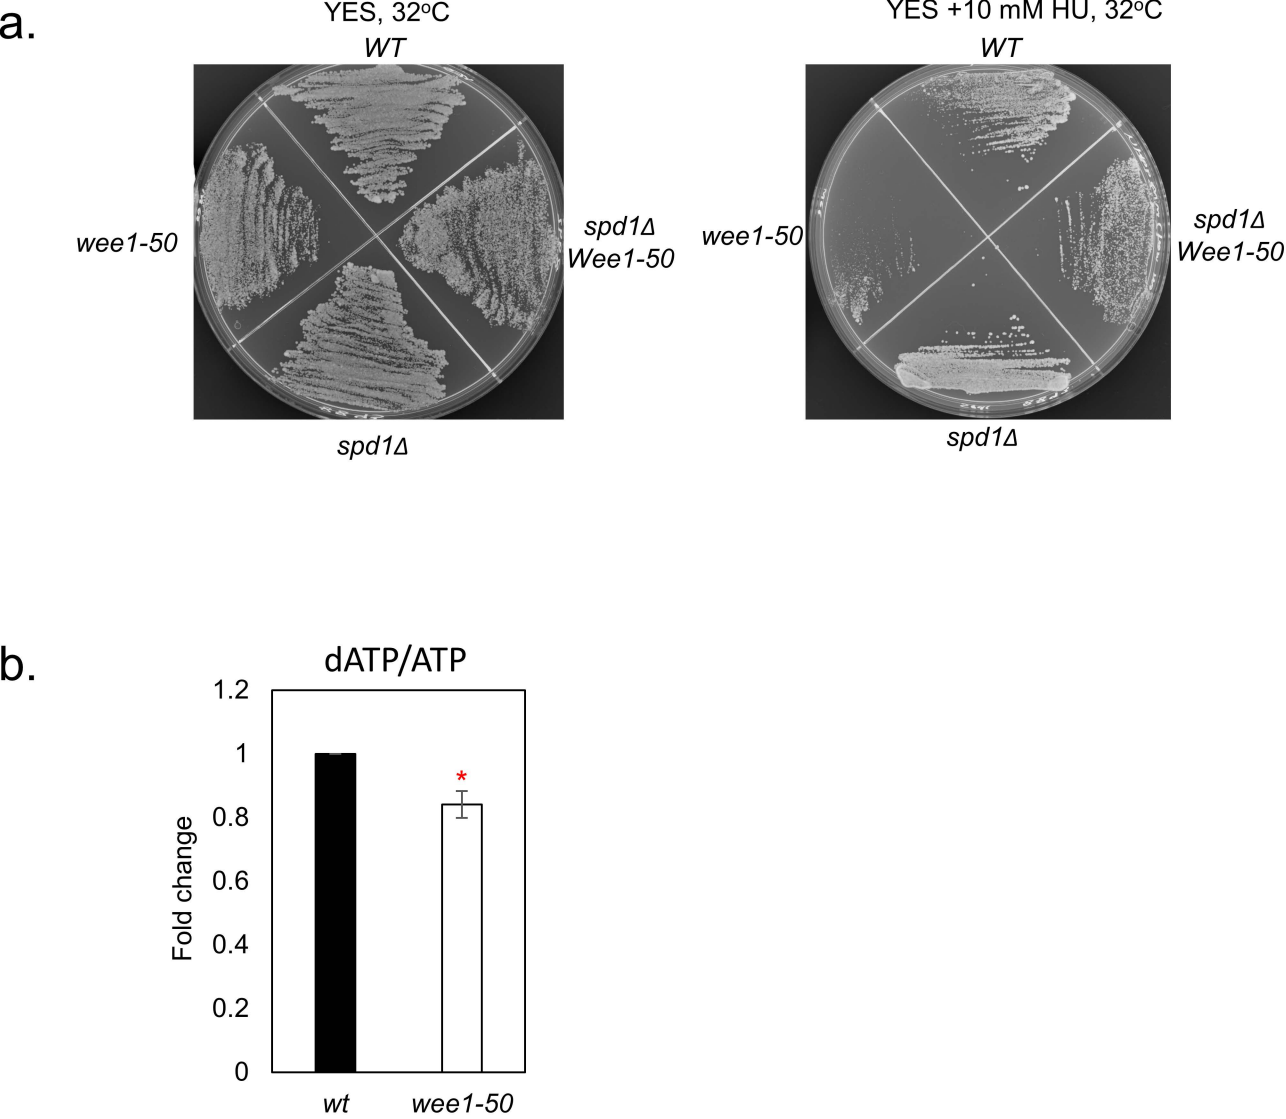 a.
YES, 32°C
WT
wee1-50
spd1Δ
Wee1-50
spd1Δ
YES +10 mM HU, 32°C
WT
wee1-50
spd1Δ
Wee1-50
spd1Δ
b.
dATP/ATP
1.2
1
0.8
0.6
0.4
0.2
0
Fold change
*
wt
wee1-50